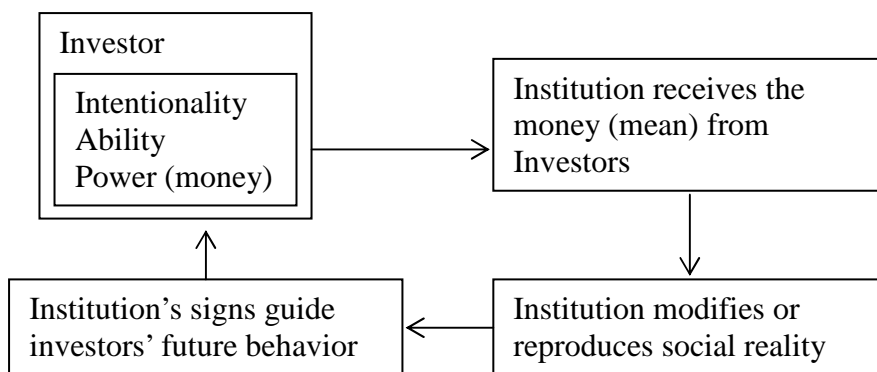 Investor
Intentionality
Ability
Power (money)
Institution receives the
money (mean) from
Investors
Institution modifies or
reproduces social reality
Institution’s signs guide
investors’ future behavior